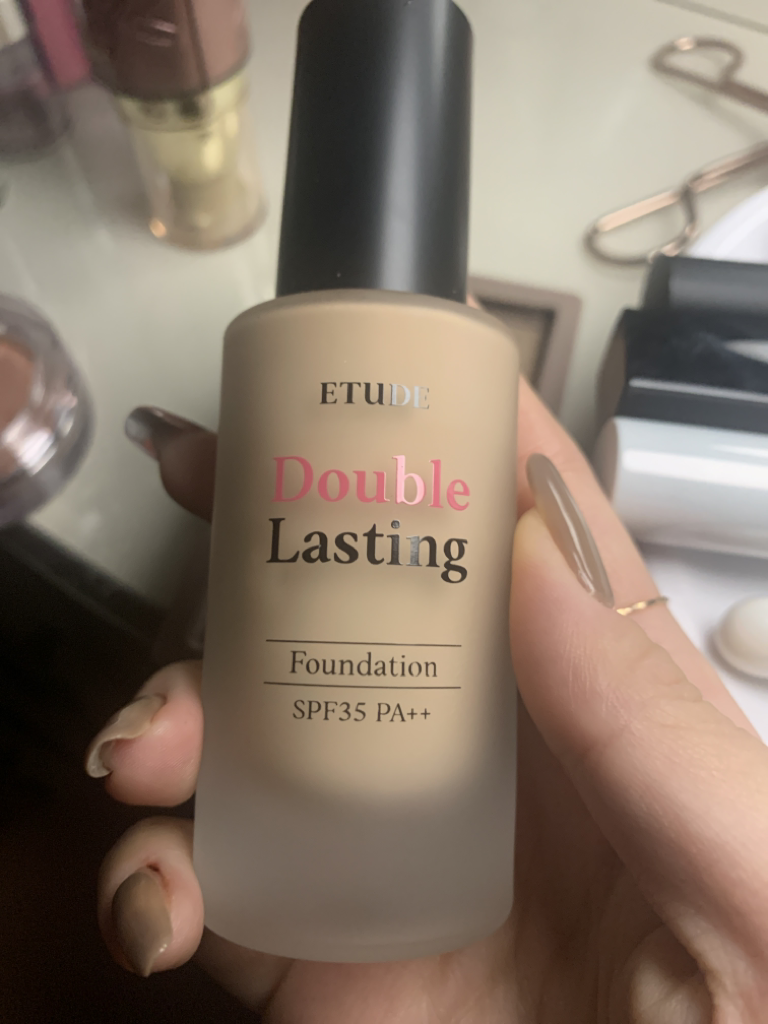 ETUDE
Double
Lasting
Foundation
SPF35 PA++